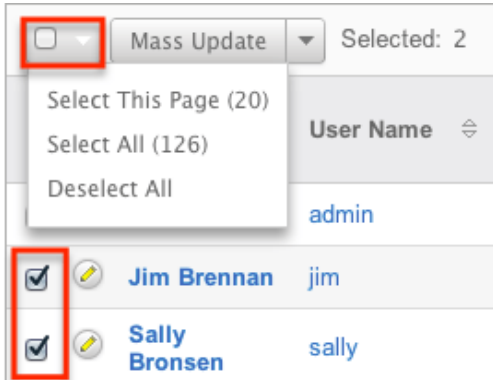 Mass Update Selected: 2
Select This Page (20)
Select All (126)
Deselect All
User Name
admin
Jim Brennan jim
Sally
Bronsen sally